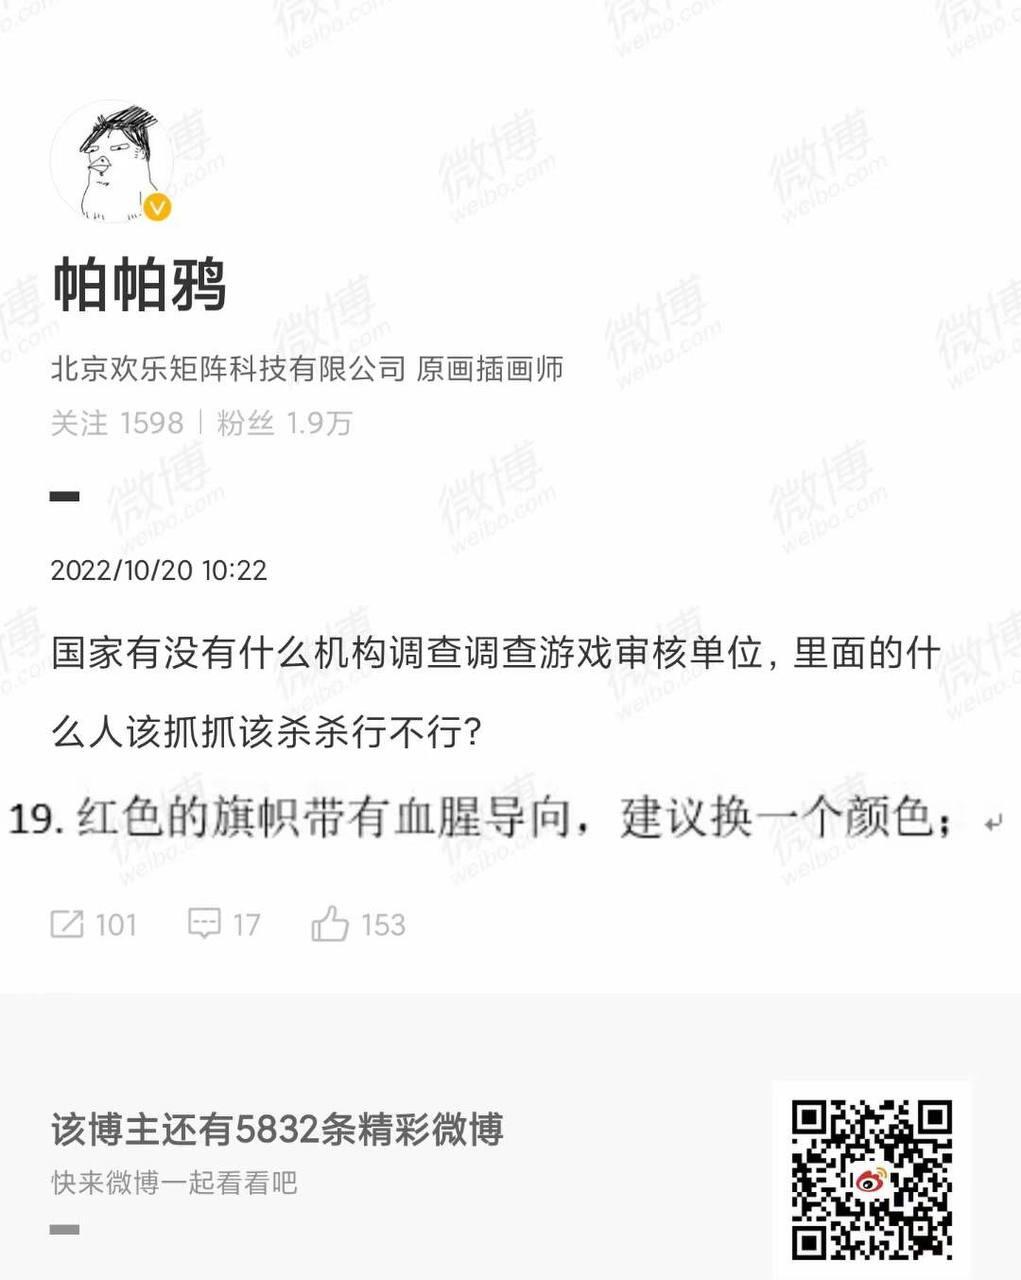 帕帕鸦
北京欢乐矩阵科技有限公司 原画插画师
关注 1598 | 粉丝 1.9万
2022/10/20 10:22
国家有没有什么机构调查调查游戏审核单位，里面的什
么人该抓抓该杀杀行不行？
19. 红色的旗帜带有血腥导向，建议换一个颜色；
101 17 153
该博主还有5832条精彩微博
快来微博一起看看吧
微博
weibo.com